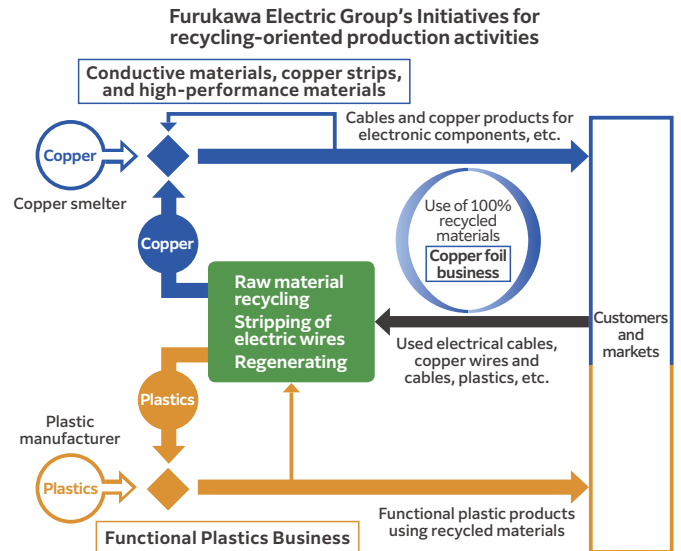 Furukawa Electric Group's Initiatives for
recycling-oriented production activities
Conductive materials, copper strips,
and high-performance materials
Cables and copper products for
electronic components, etc.
Copper
Copper smelter
Use of 100%
recycled
materials
Copper foil
business
Copper
Raw material
recycling
Stripping of
electric wires
Regenerating
Customers
and
markets
Used electrical cables,
copper wires and
cables, plastics, etc.
Plastics
Plastic
manufacturer
Plastics
Functional plastic products
using recycled materials
Functional Plastics Business